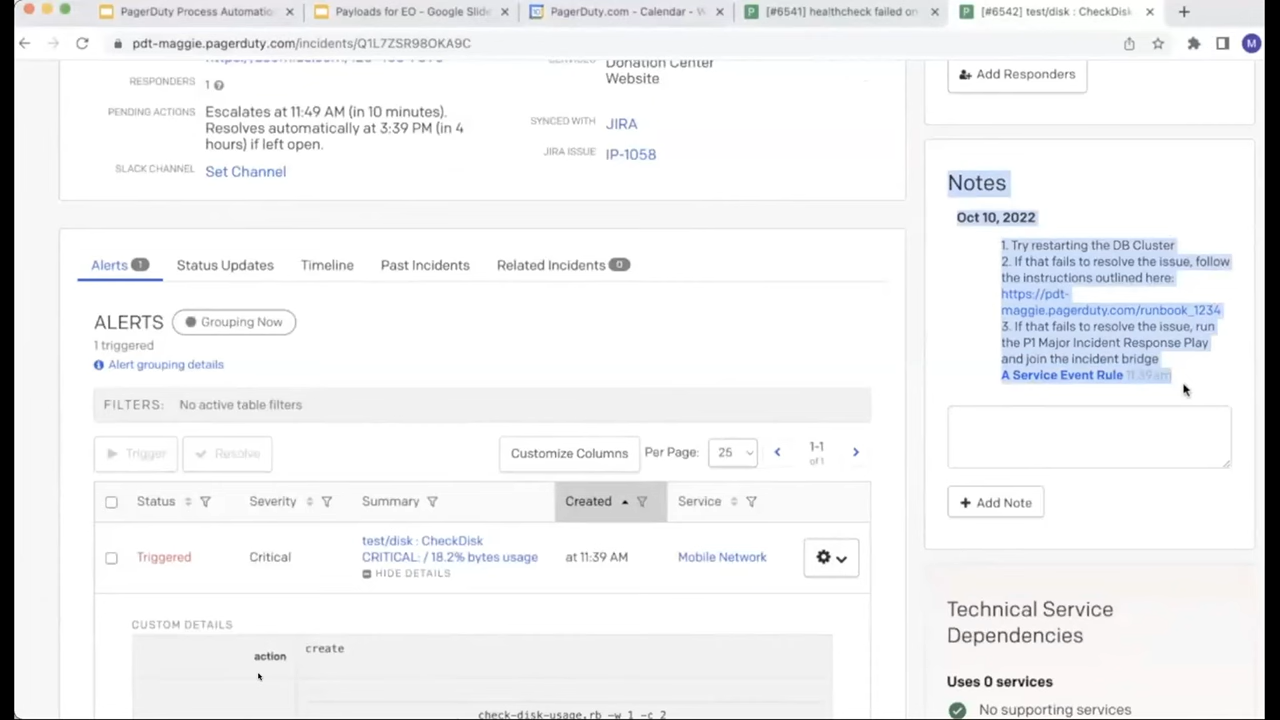 PagerDuty Process Automatio
Payloads for EO - Google Slide
PagerDuty.com - Calendar - W
[#6541] healthcheck failed on
[#6542] test/disk : CheckDisk
pdt-maggie.pagerduty.com/incidents/Q1L7ZSR98OKA9C
M
RESPONDERS
1
PENDING ACTIONS
Escalates at 11:49 AM (in 10 minutes).
Resolves automatically at 3:39 PM (in 4
hours) if left open.
SLACK CHANNEL
Set Channel
Donation Center
Website
SYNCED WITH
JIRA
JIRA ISSUE
IP-1058
Add Responders
Notes
Oct 10, 2022
1. Try restarting the DB Cluster
2. If that fails to resolve the issue, follow
the instructions outlined here:
https://pdt-
maggie.pagerduty.com/runbook_1234
3. If that fails to resolve the issue, run
the P1 Major Incident Response Play
and join the incident bridge
A Service Event Rule 11:39am
+ Add Note
Alerts 1
Status Updates
Timeline
Past Incidents
Related Incidents 0
ALERTS
Grouping Now
1 triggered
Alert grouping details
FILTERS: No active table filters
Trigger
Resolve
Customize Columns
Per Page:
25
1-1
of 1
Status
Severity
Summary
Created
Service
Triggered
Critical
test/disk : CheckDisk
CRITICAL: / 18.2% bytes usage
HIDE DETAILS
at 11:39 AM
Mobile Network
CUSTOM DETAILS
action
create
check-disk-usage.rb -w 1 -c 2
Technical Service
Dependencies
Uses 0 services
No supporting services